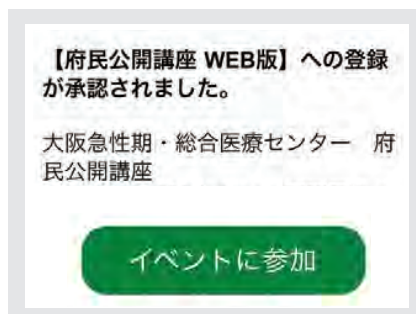 【府民公開講座 WEB版】への登録
が承認されました。
大阪急性期・総合医療センター　府
民公開講座
イベントに参加